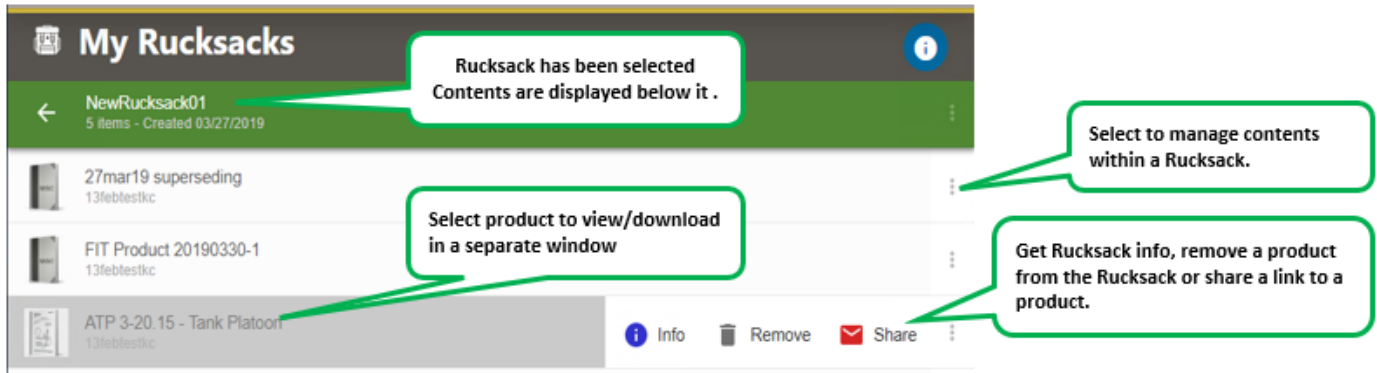 My Rucksacks
Rucksack has been selected
Contents are displayed below it .
NewRucksack01
5 items - Created 03/27/2019
Select to manage contents
within a Rucksack.
27mar19 superseding
13febtestkc
Select product to view/download
in a separate window
FIT Product 20190330-1
13febtestkc
Get Rucksack info, remove a product
from the Rucksack or share a link to a
product.
ATP 3-20.15 - Tank Platoon
13febtestkc
Info Remove Share